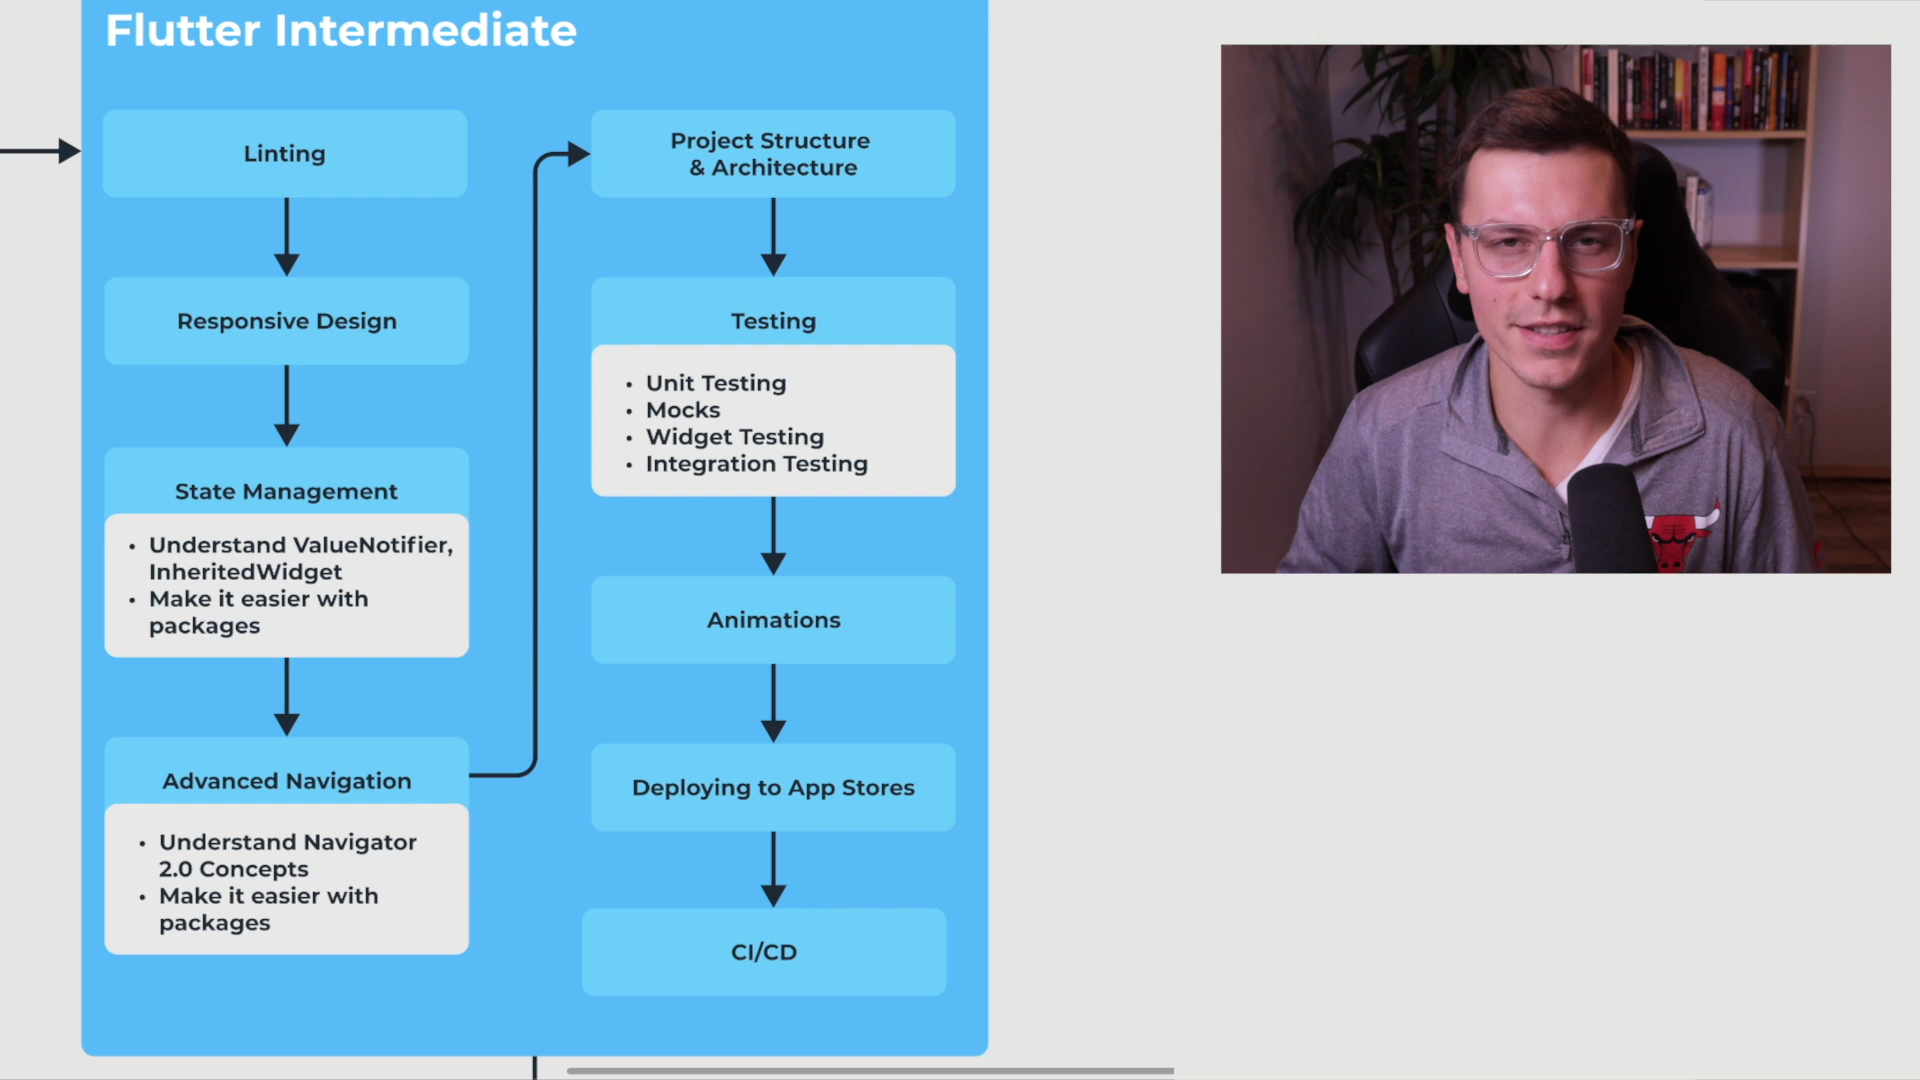 Flutter Intermediate
Linting
Responsive Design
State Management
• Understand ValueNotifier,
InheritedWidget
• Make it easier with
packages
Advanced Navigation
• Understand Navigator
2.0 Concepts
• Make it easier with
packages
Project Structure
& Architecture
Testing
• Unit Testing
• Mocks
• Widget Testing
• Integration Testing
Animations
Deploying to App Stores
CI/CD